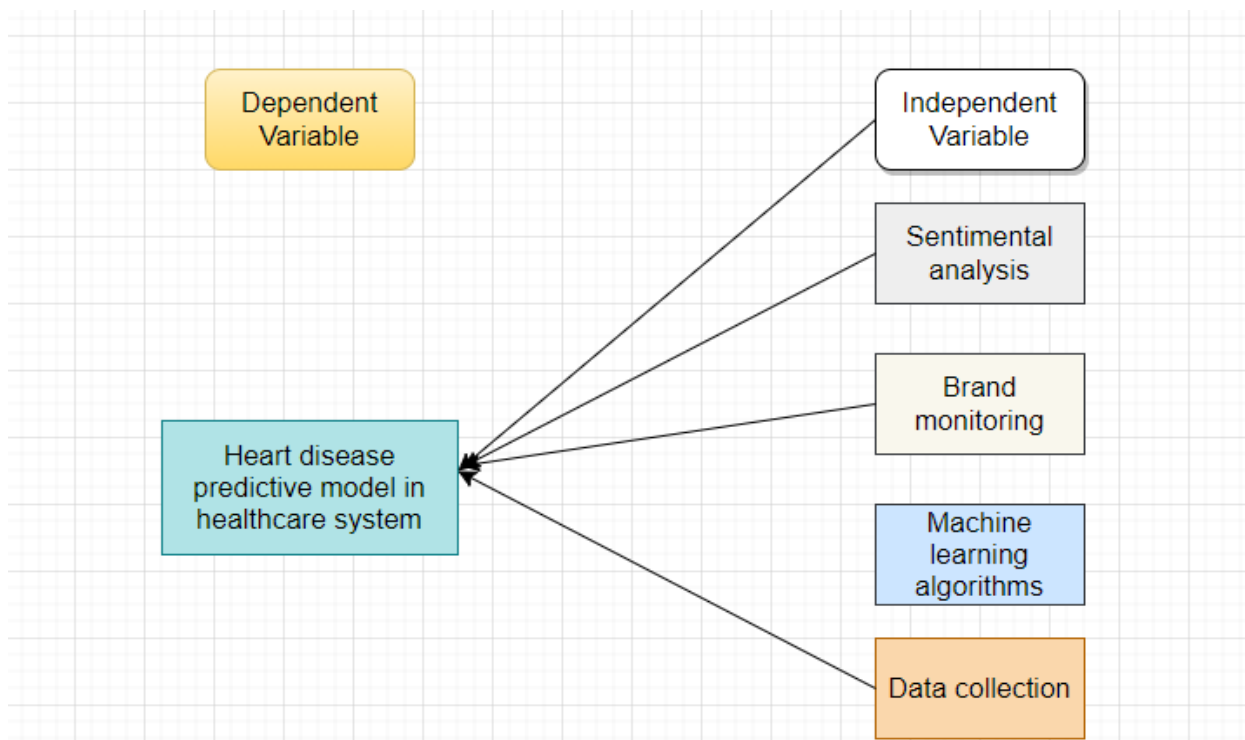 Dependent
Variable
Independent
Variable
Sentimental
analysis
Brand
monitoring
Heart disease
predictive model in
healthcare system
Machine
learning
algorithms
Data collection